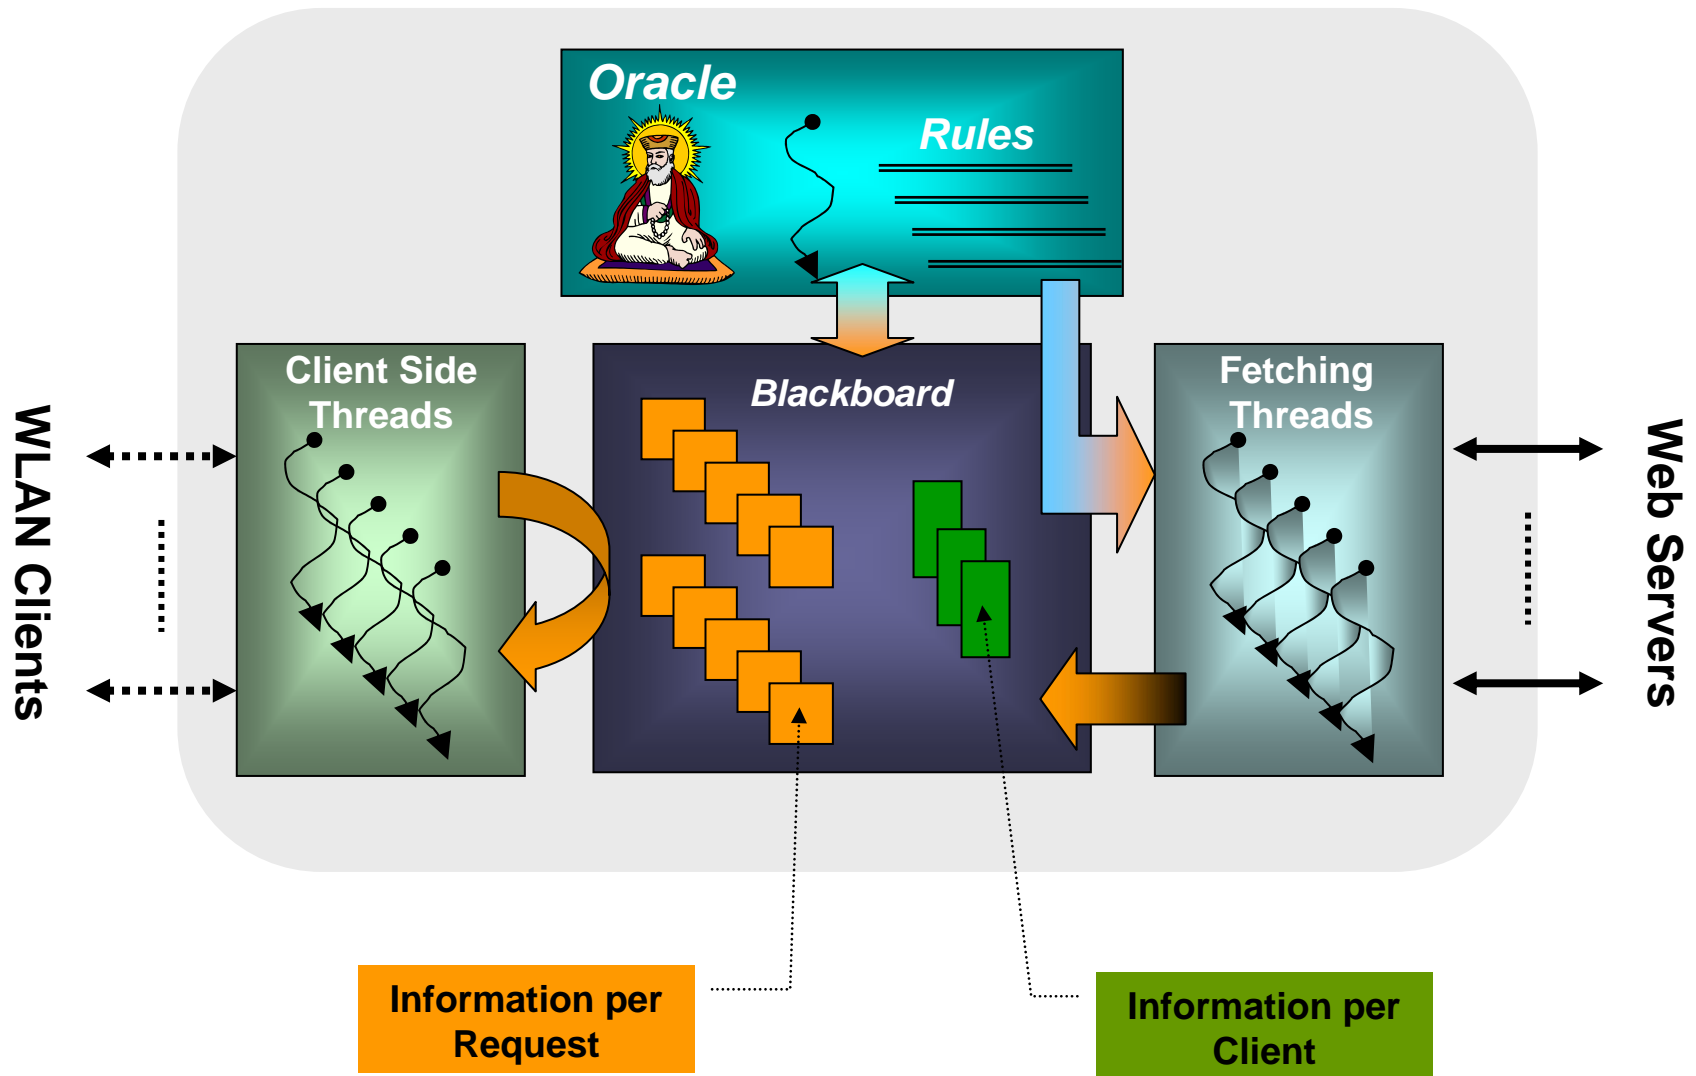 Oracle
Rules
Client Side
Threads
Blackboard
Fetching
Threads
WLAN Clients
Web Servers
Information per
Request
Information per
Client